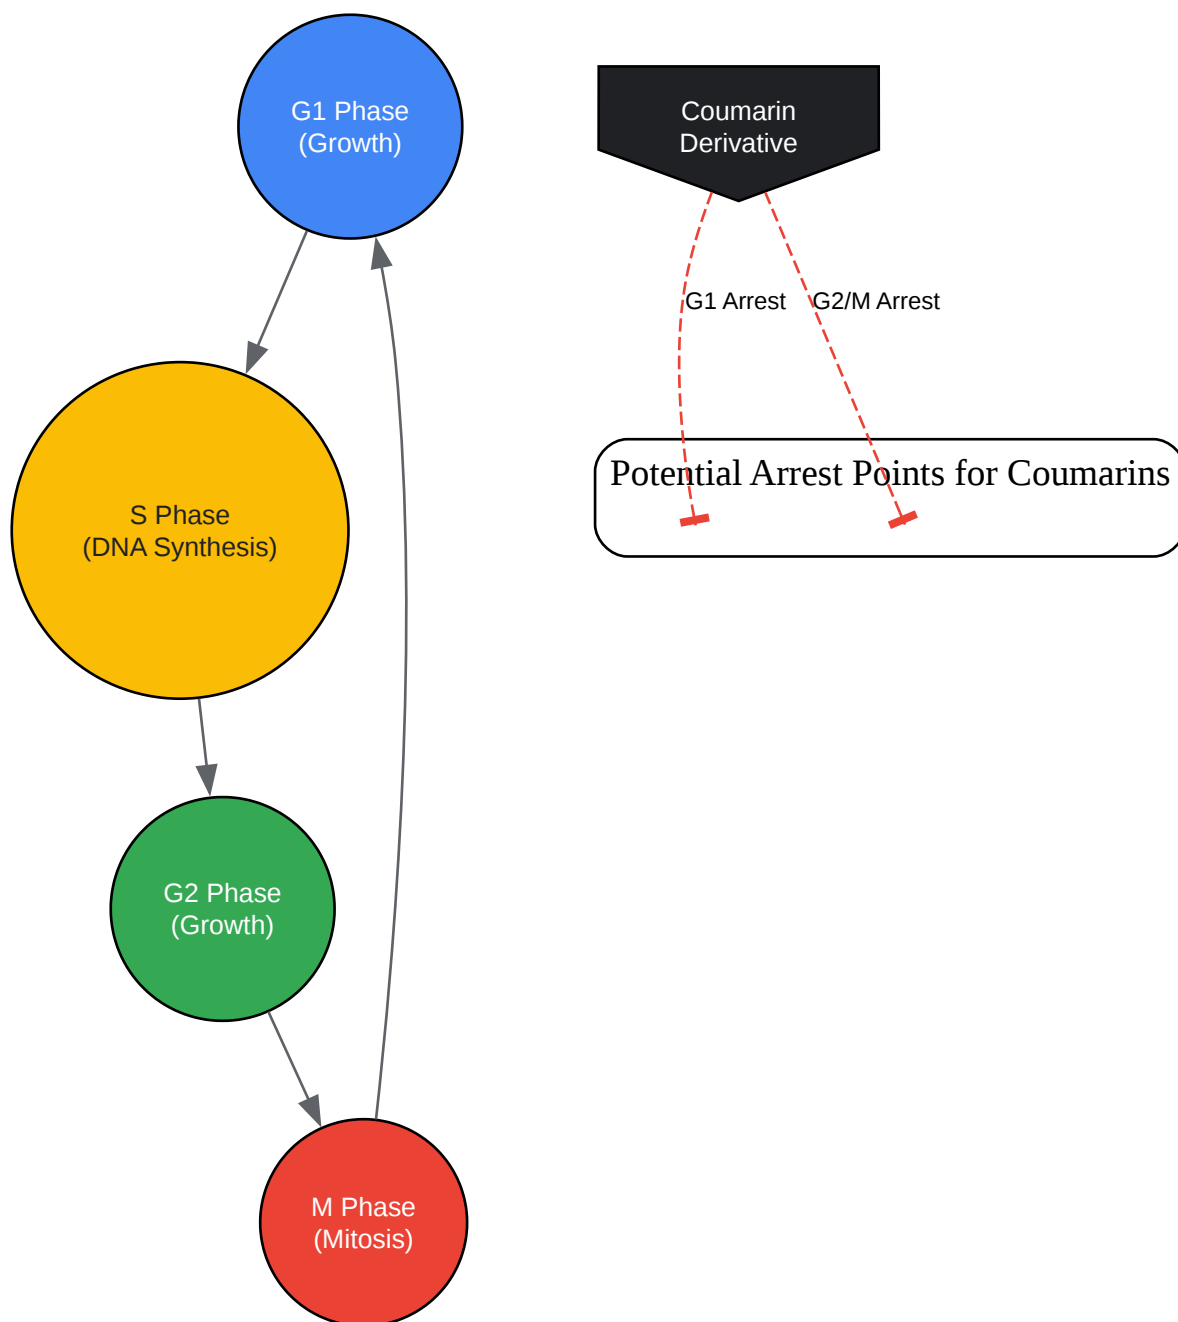 G1 Phase
(Growth)
Coumarin
Derivative
G1 Arrest
G2/M Arrest
Potential Arrest Points for Coumarins
S Phase
(DNA Synthesis)
G2 Phase
(Growth)
M Phase
(Mitosis)